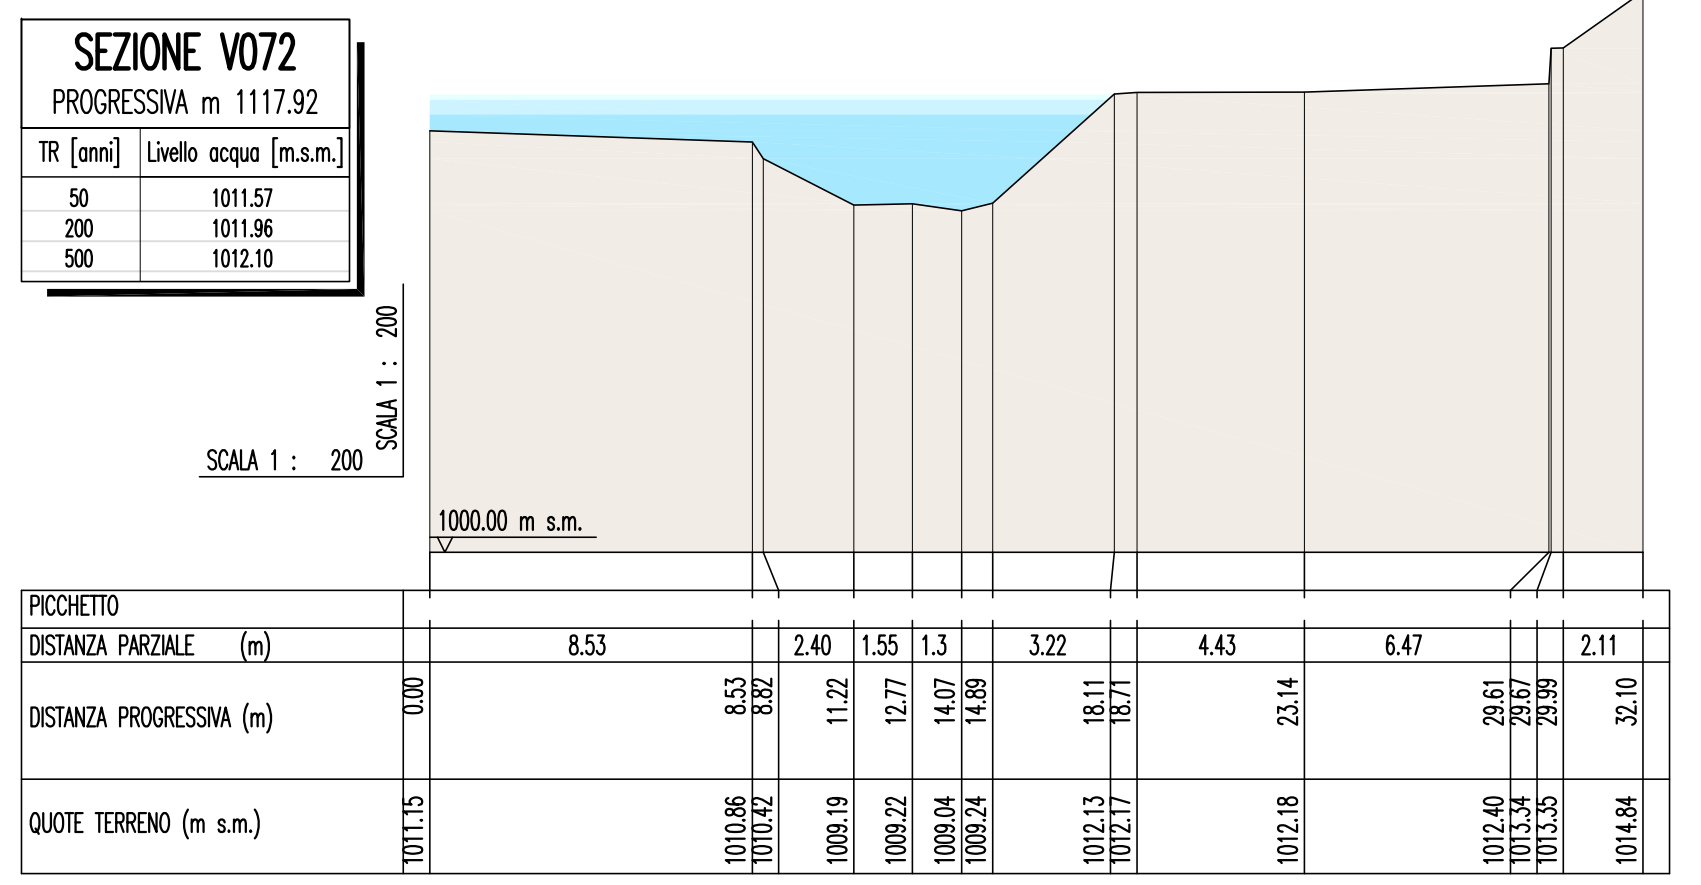 SEZIONE V072
PROGRESSIVA m 1117.92
TR [anni] Livello acqua [m.s.m.]
50 1011.57
200 1011.96
500 1012.10
SCALA 1 : 200
SCALA 1 : 200
1000.00 m s.m.
PICCHETTO
DISTANZA PARZIALE (m) 8.53 2.40 1.55 1.3 3.22 4.43 6.47 2.11
DISTANZA PROGRESSIVA (m) 0.00 8.53 8.82 11.22 12.77 14.07 14.89 18.11 18.71 23.14 29.61 29.67 29.99 32.10
QUOTE TERRENO (m s.m.) 1011.15 1010.86 1010.42 1009.19 1009.22 1009.04 1009.24 1012.13 1012.17 1012.18 1012.40 1013.34 1013.35 1014.84